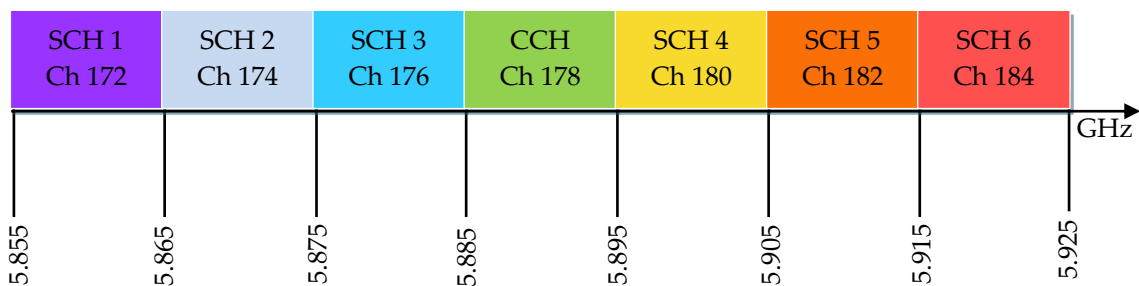 SCH 1
Ch 172
SCH 2
Ch 174
SCH 3
Ch 176
CCH
Ch 178
SCH 4
Ch 180
SCH 5
Ch 182
SCH 6
Ch 184
GHz
5.855
5.865
5.875
5.885
5.895
5.905
5.915
5.925